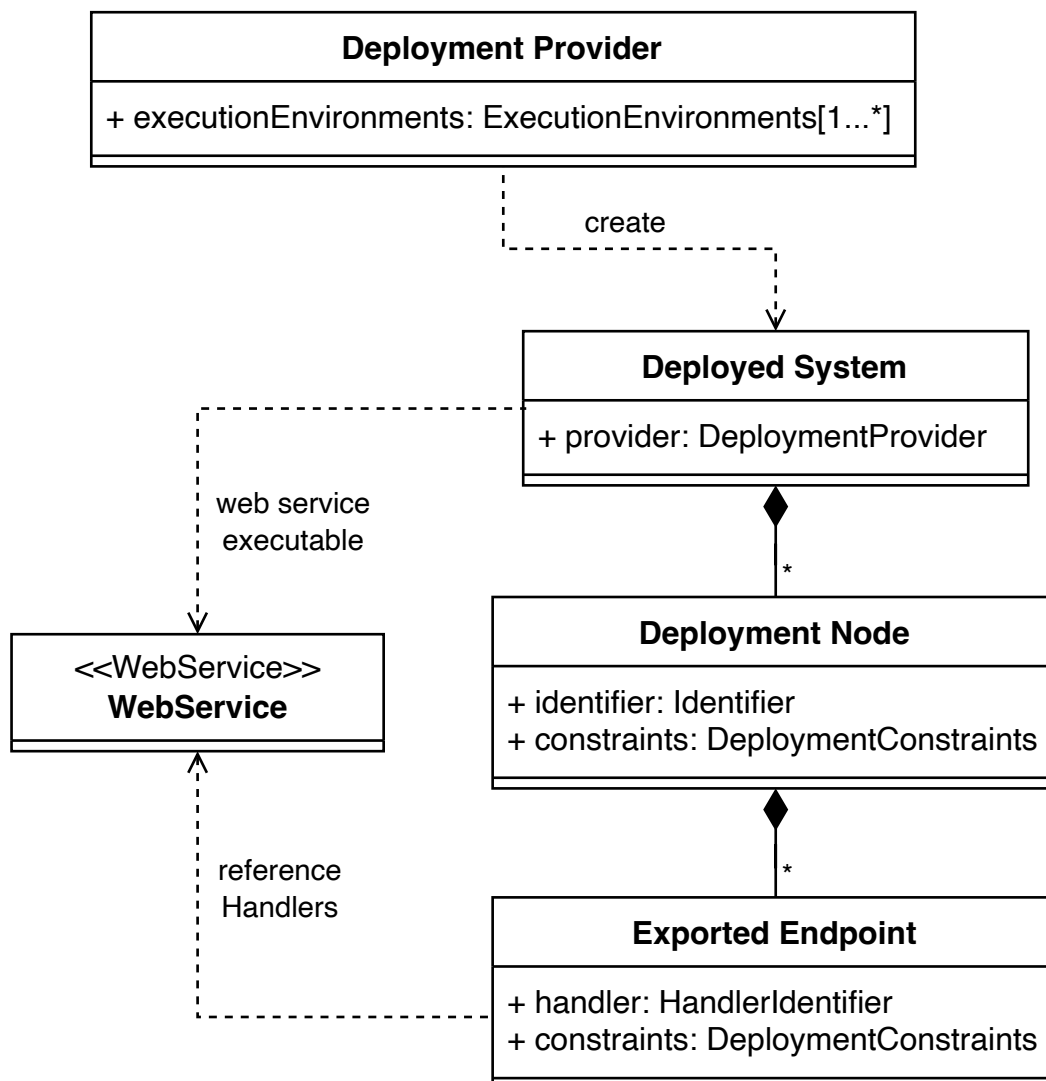 Deployment Provider
+ executionEnvironments: ExecutionEnvironments[1...*]
create
Deployed System
+ provider: DeploymentProvider
web service
executable
*
Deployment Node
+ identifier: Identifier
+ constraints: DeploymentConstraints
<<WebService>>
WebService
*
reference
Handlers
Exported Endpoint
+ handler: HandlerIdentifier
+ constraints: DeploymentConstraints